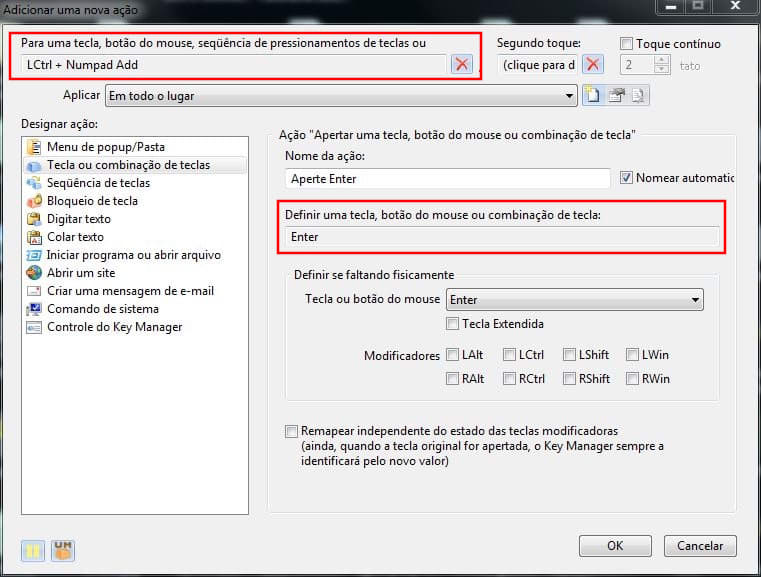 Adicionar uma nova ação
Para uma tecla, botão do mouse, seqüência de pressionamentos de teclas ou
LCtrl + Numpad Add
Segundo toque:
(clique para d
Toque contínuo
2 tato
Aplicar Em todo o lugar
Designar ação:
Menu de popup/Pasta
Tecla ou combinação de teclas
Seqüência de teclas
Bloqueio de tecla
Digitar texto
Colar texto
Iniciar programa ou abrir arquivo
Abrir um site
Criar uma mensagem de e-mail
Comando de sistema
Controle do Key Manager
Ação "Apertar uma tecla, botão do mouse ou combinação de tecla"
Nome da ação:
Aperte Enter
Nomear automatic
Definir uma tecla, botão do mouse ou combinação de tecla:
Enter
Definir se faltando fisicamente
Tecla ou botão do mouse Enter
Tecla Extendida
Modificadores LAlt LCtrl LShift LWin
RAlt RCtrl RShift RWin
Remapear independente do estado das teclas modificadoras
(ainda, quando a tecla original for apertada, o Key Manager sempre a
identificará pelo novo valor)
UM
OK Cancelar